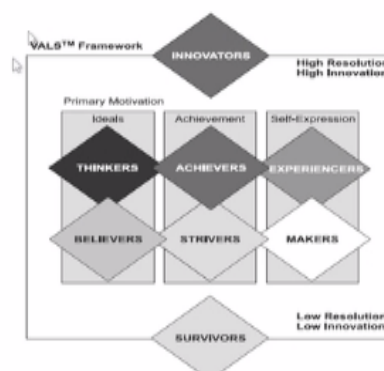 VALS™ Framework
INNOVATORS
High Resolution
High Innovation
Primary Motivation
Ideals Achievement Self-Expression
THINKERS ACHIEVERS EXPERIENCERS
BELIEVERS STRIVERS MAKERS
Low Resolution
Low Innovation
SURVIVORS